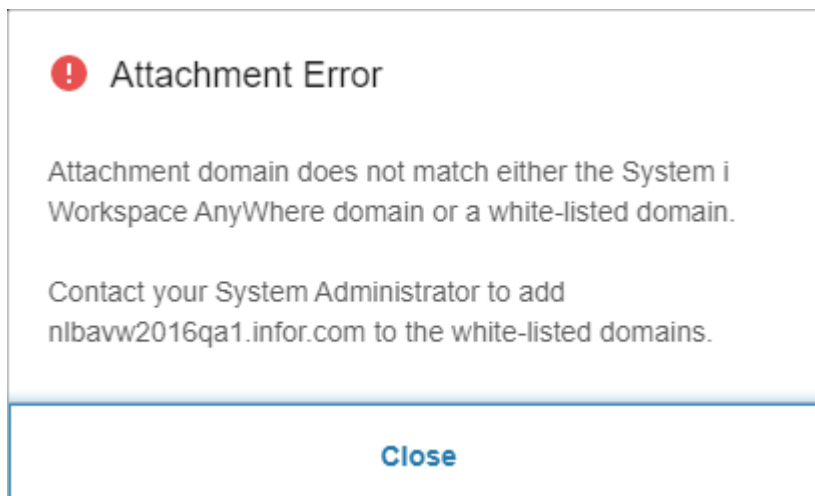 Attachment Error
Attachment domain does not match either the System i
Workspace AnyWhere domain or a white-listed domain.
Contact your System Administrator to add
nlbavw2016qa1.infor.com to the white-listed domains.
Close